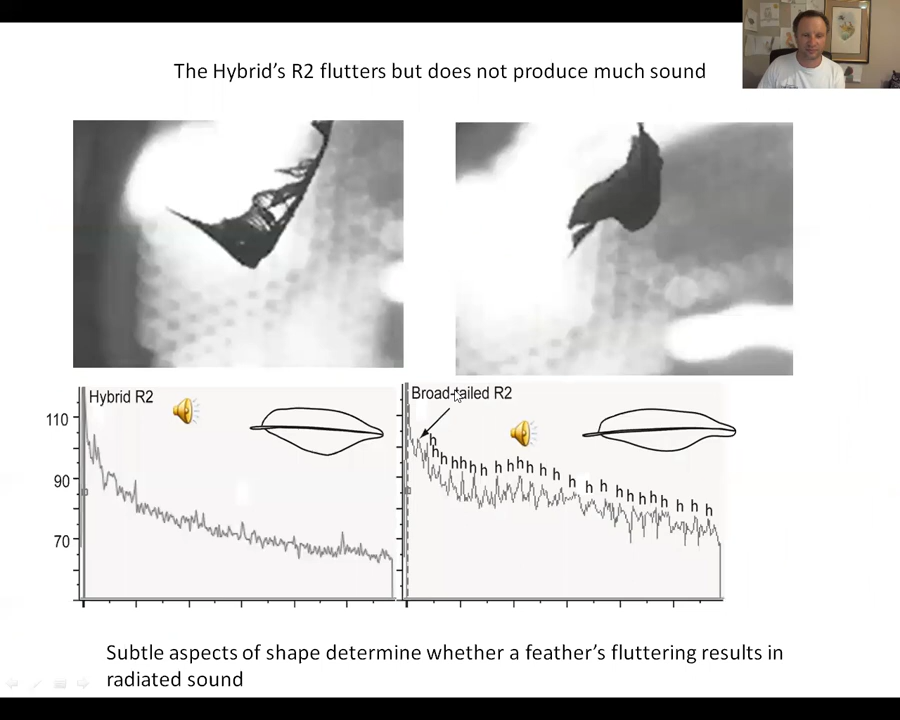 The Hybrid's R2 flutters but does not produce much sound
Hybrid R2
110
90
70
Broad-tailed R2
h
h h h h h h h h h h h h h h h h h h h h h h h h
Subtle aspects of shape determine whether a feather's fluttering results in
radiated sound